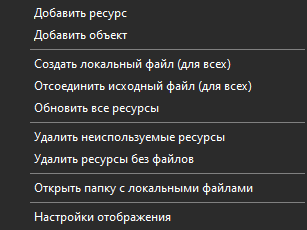 Добавить ресурс
Добавить объект
Создать локальный файл (для всех)
Отсоединить исходный файл (для всех)
Обновить все ресурсы
Удалить неиспользуемые ресурсы
Удалить ресурсы без файлов
Открыть папку с локальными файлами
Настройки отображения